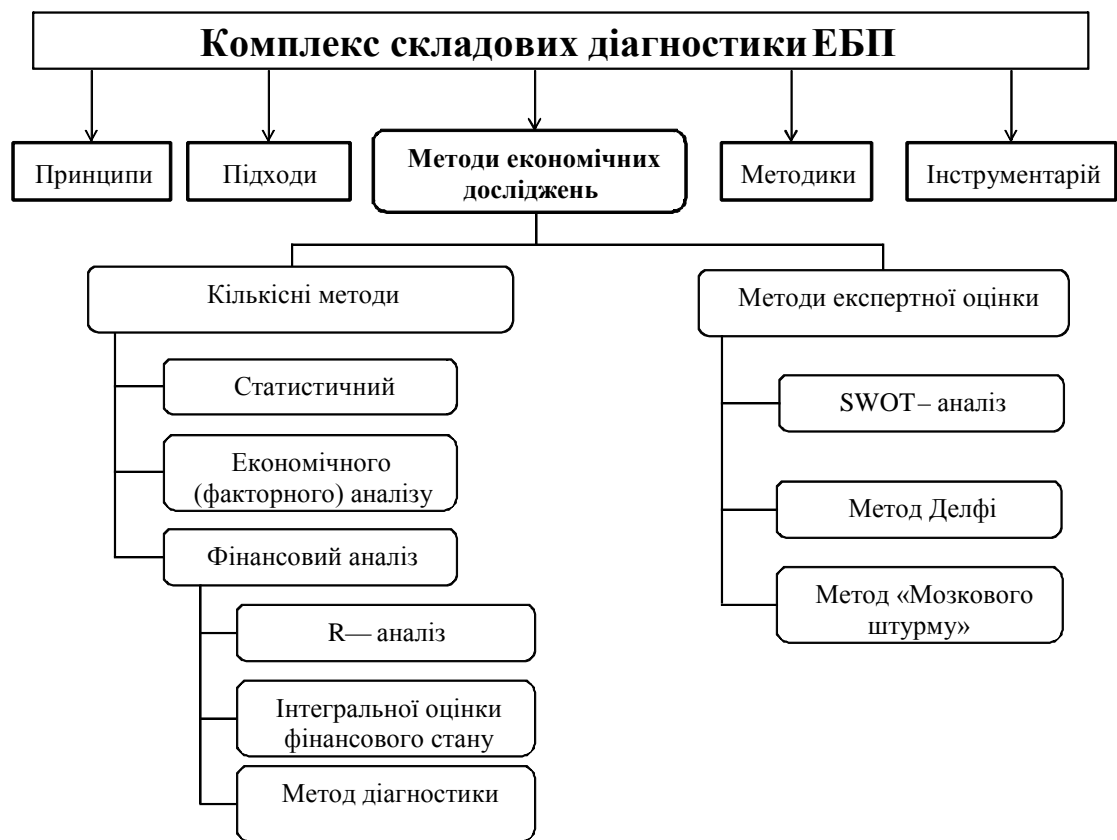 Комплекс складових діагностики ЕБП
Принципи
Підходи
Методи економічних
досліджень
Методики
Інструментарій
Кількісні методи
Статистичний
Економічного
(факторного) аналізу
Фінансовий аналіз
R— аналіз
Інтегральної оцінки
фінансового стану
Метод діагностики
Методи експертної оцінки
SWOT – аналіз
Метод Делфі
Метод «Мозкового
штурму»